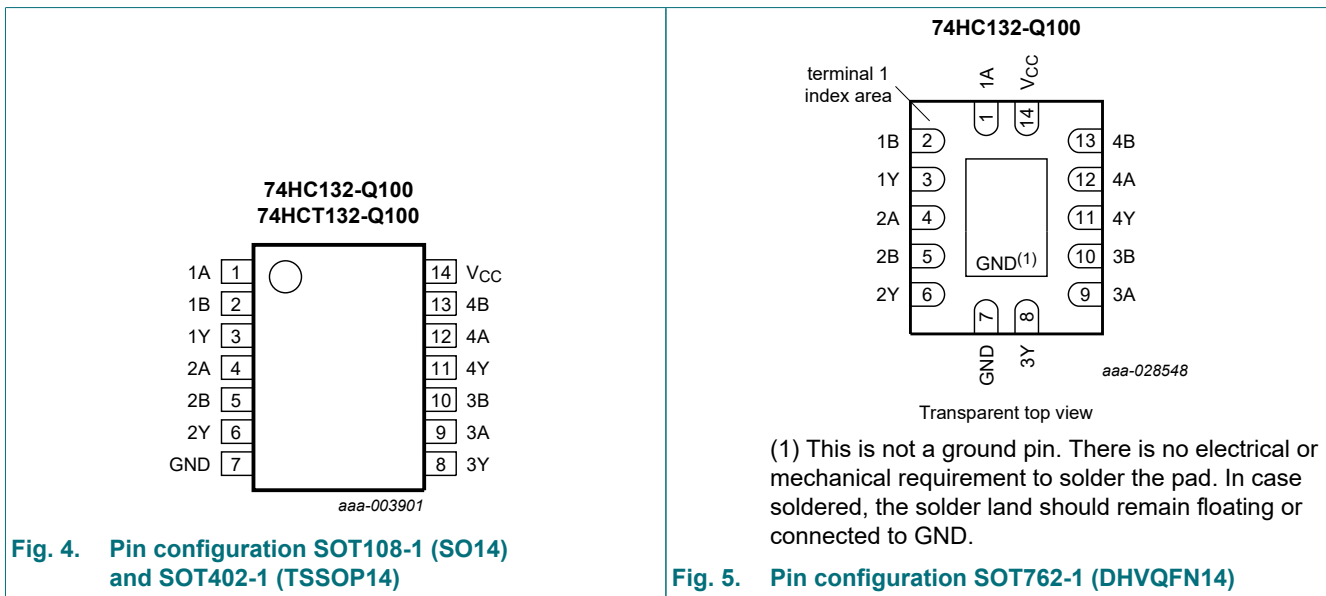 74HC132-Q100
74HCT132-Q100
1A 1
14 VCC
1B 2
13 4B
1Y 3
12 4A
2A 4
11 4Y
2B 5
10 3B
2Y 6
9 3A
GND 7
8 3Y
aaa-003901
Fig. 4. Pin configuration SOT108-1 (SO14)
and SOT402-1 (TSSOP14)
74HC132-Q100
terminal 1
index area
1A
VCC
1
14
1B 2
13 4B
1Y 3
12 4A
2A 4
11 4Y
2B 5
10 3B
GND(1)
2Y 6
9 3A
7
8
GND
3Y
aaa-028548
Transparent top view
(1) This is not a ground pin. There is no electrical or
mechanical requirement to solder the pad. In case
soldered, the solder land should remain floating or
connected to GND.
Fig. 5. Pin configuration SOT762-1 (DHVQFN14)